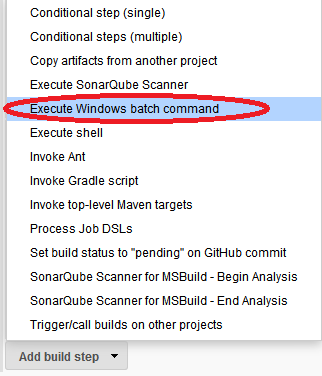 Conditional step (single)
Conditional steps (multiple)
Copy artifacts from another project
Execute SonarQube Scanner
Execute Windows batch command
Execute shell
Invoke Ant
Invoke Gradle script
Invoke top-level Maven targets
Process Job DSLs
Set build status to "pending" on GitHub commit
SonarQube Scanner for MSBuild - Begin Analysis
SonarQube Scanner for MSBuild - End Analysis
Trigger/call builds on other projects
Add build step